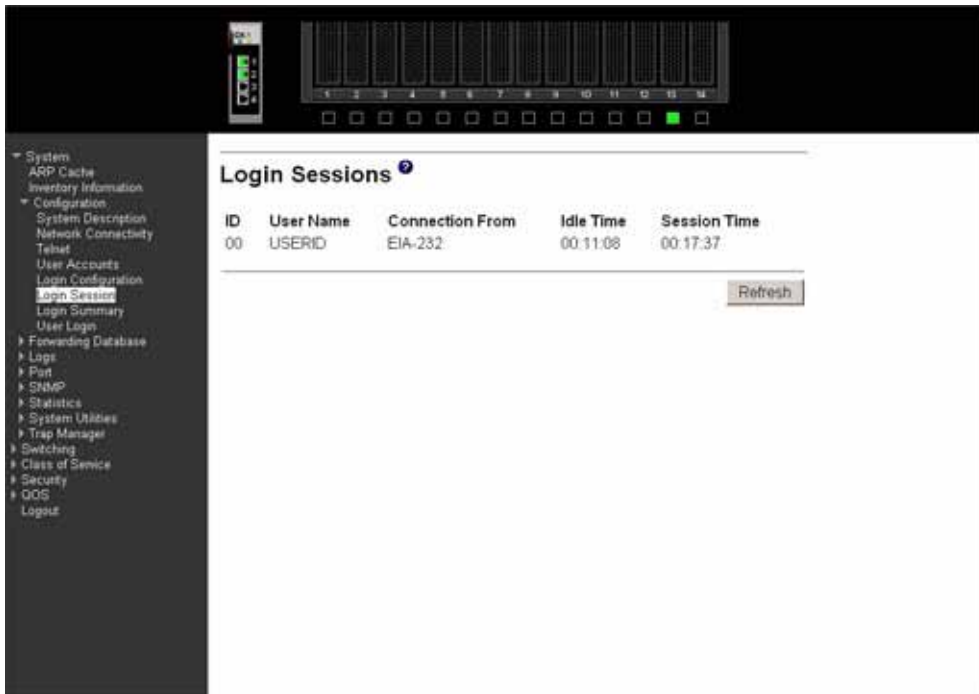 1 2 3 4 5 6 7 8 9 10 11 12 13 14
System
ARP Cache
Inventory Information
Configuration
System Description
Network Connectivity
Telnet
User Accounts
Login Configuration
Login Session
Login Summary
User Login
Forwarding Database
Logs
Port
SNMP
Statistics
System Utilities
Trap Manager
Switching
Class of Service
Security
QOS
Logout
Login Sessions ?
ID User Name Connection From Idle Time Session Time
00 USERID EIA-232 00:11:08 00:17:37
Refresh